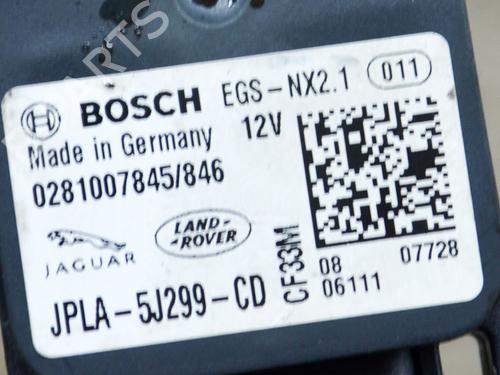 BOSCH EGS-NX2.1 011
Made in Germany 12V
0281007845/846
JAGUAR LAND-
-ROVER
CF33M
08 07728
06111
JPLA-5J299-CD
PARTS